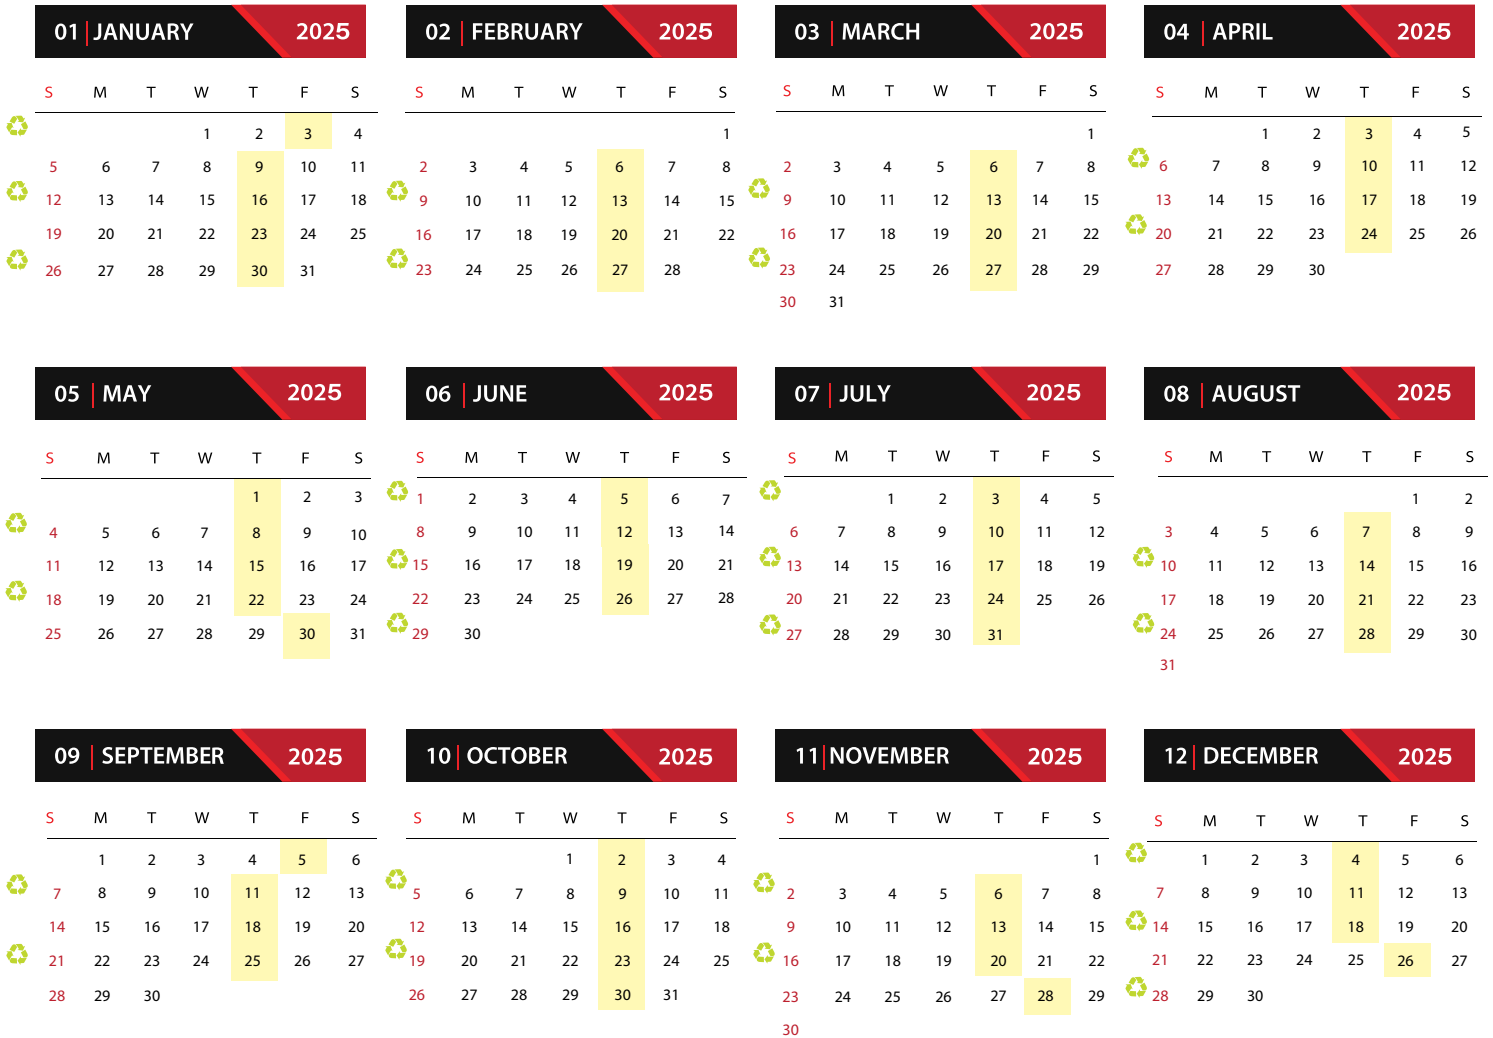 01 | JANUARY 2025
S M T W T F S
1 2 3 4
5 6 7 8 9 10 11
12 13 14 15 16 17 18
19 20 21 22 23 24 25
26 27 28 29 30 31
02 | FEBRUARY 2025
S M T W T F S
1
2 3 4 5 6 7 8
9 10 11 12 13 14 15
16 17 18 19 20 21 22
23 24 25 26 27 28
03 | MARCH 2025
S M T W T F S
1
2 3 4 5 6 7 8
9 10 11 12 13 14 15
16 17 18 19 20 21 22
23 24 25 26 27 28 29
30 31
04 | APRIL 2025
S M T W T F S
1 2 3 4 5
6 7 8 9 10 11 12
13 14 15 16 17 18 19
20 21 22 23 24 25 26
27 28 29 30
05 | MAY 2025
S M T W T F S
1 2 3
4 5 6 7 8 9 10
11 12 13 14 15 16 17
18 19 20 21 22 23 24
25 26 27 28 29 30 31
06 | JUNE 2025
S M T W T F S
1 2 3 4 5 6 7
8 9 10 11 12 13 14
15 16 17 18 19 20 21
22 23 24 25 26 27 28
29 30
07 | JULY 2025
S M T W T F S
1 2 3 4 5
6 7 8 9 10 11 12
13 14 15 16 17 18 19
20 21 22 23 24 25 26
27 28 29 30 31
08 | AUGUST 2025
S M T W T F S
1 2
3 4 5 6 7 8 9
10 11 12 13 14 15 16
17 18 19 20 21 22 23
24 25 26 27 28 29 30
31
09 | SEPTEMBER 2025
S M T W T F S
1 2 3 4 5 6
7 8 9 10 11 12 13
14 15 16 17 18 19 20
21 22 23 24 25 26 27
28 29 30
10 | OCTOBER 2025
S M T W T F S
1 2 3 4
5 6 7 8 9 10 11
12 13 14 15 16 17 18
19 20 21 22 23 24 25
26 27 28 29 30 31
11 | NOVEMBER 2025
S M T W T F S
1
2 3 4 5 6 7 8
9 10 11 12 13 14 15
16 17 18 19 20 21 22
23 24 25 26 27 28 29
30
12 | DECEMBER 2025
S M T W T F S
1 2 3 4 5 6
7 8 9 10 11 12 13
14 15 16 17 18 19 20
21 22 23 24 25 26 27
28 29 30